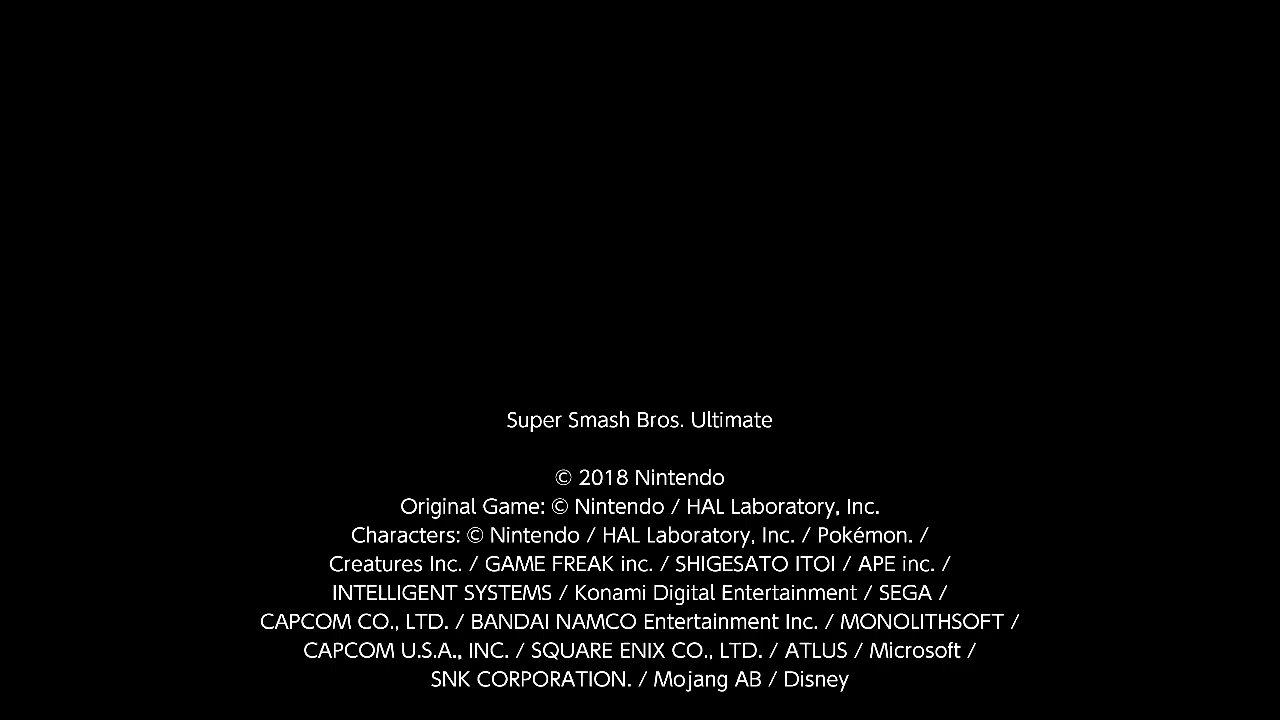 Super Smash Bros. Ultimate
© 2018 Nintendo
Original Game: © Nintendo / HAL Laboratory, Inc.
Characters: © Nintendo / HAL Laboratory, Inc. / Pokémon. /
Creatures Inc. / GAME FREAK inc. / SHIGESATO ITOI / APE inc. /
INTELLIGENT SYSTEMS / Konami Digital Entertainment / SEGA /
CAPCOM CO., LTD. / BANDAI NAMCO Entertainment Inc. / MONOLITHSOFT /
CAPCOM U.S.A., INC. / SQUARE ENIX CO., LTD. / ATLUS / Microsoft /
SNK CORPORATION. / Mojang AB / Disney